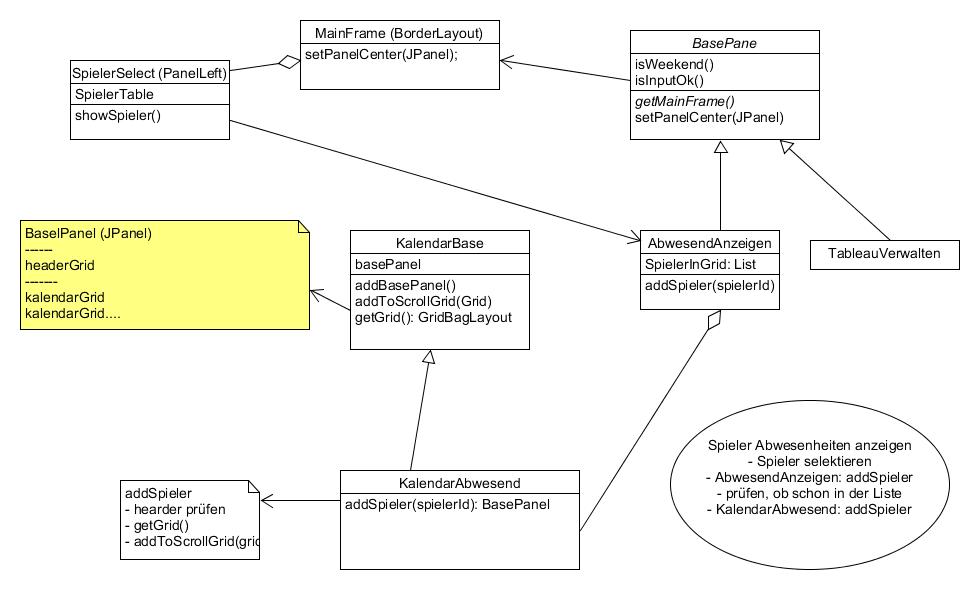 MainFrame (BorderLayout)
setPanelCenter(JPanel);
BasePane
isWeekend()
isInputOk()
getMainFrame()
setPanelCenter(JPanel)
SpielerSelect (PanelLeft)
SpielerTable
showSpieler()
BaselPanel (JPanel)
------
headerGrid
-------
kalendarGrid
kalendarGrid....
KalendarBase
basePanel
addBasePanel()
addToScrollGrid(Grid)
getGrid(): GridBagLayout
AbwesendAnzeigen
SpielerInGrid: List
addSpieler(spielerId)
TableauVerwalten
Spieler Abwesenheiten anzeigen
- Spieler selektieren
- AbwesendAnzeigen: addSpieler
- prüfen, ob schon in der Liste
- KalendarAbwesend: addSpieler
addSpieler
- hearder prüfen
- getGrid()
- addToScrollGrid(grid
KalendarAbwesend
addSpieler(spielerId): BasePanel